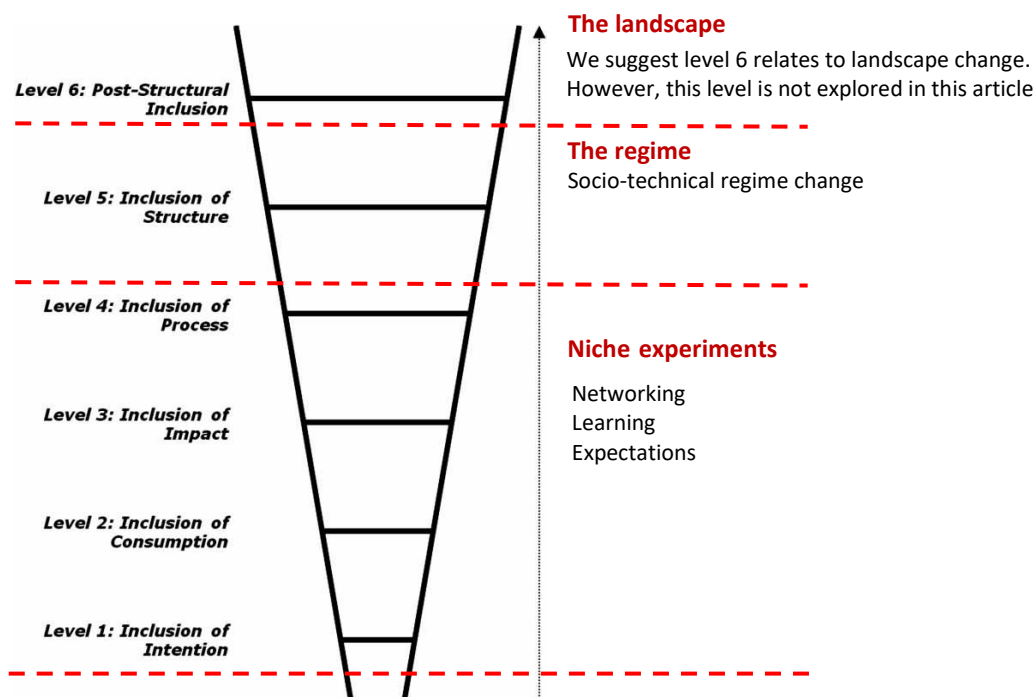 The landscape
We suggest level 6 relates to landscape change.
However, this level is not explored in this article
Level 6: Post-Structural
Inclusion
The regime
Socio-technical regime change
Level 5: Inclusion of
Structure
Level 4: Inclusion of
Process
Niche experiments
Networking
Learning
Expectations
Level 3: Inclusion of
Impact
Level 2: Inclusion of
Consumption
Level 1: Inclusion of
Intention